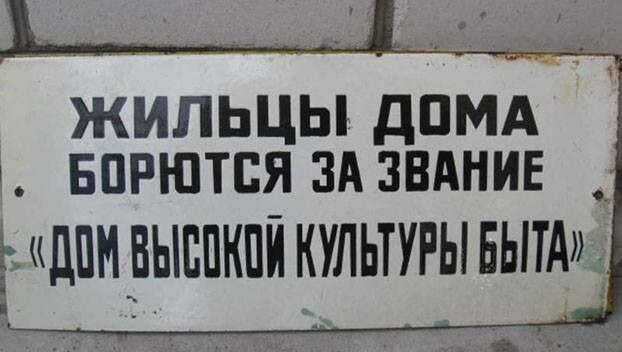 ЖИЛЬЦЫ ДОМА
БОРЮТСЯ ЗА ЗВАНИЕ
«ДОМ ВЫСОКОЙ КУЛЬТУРЫ БЫТА»